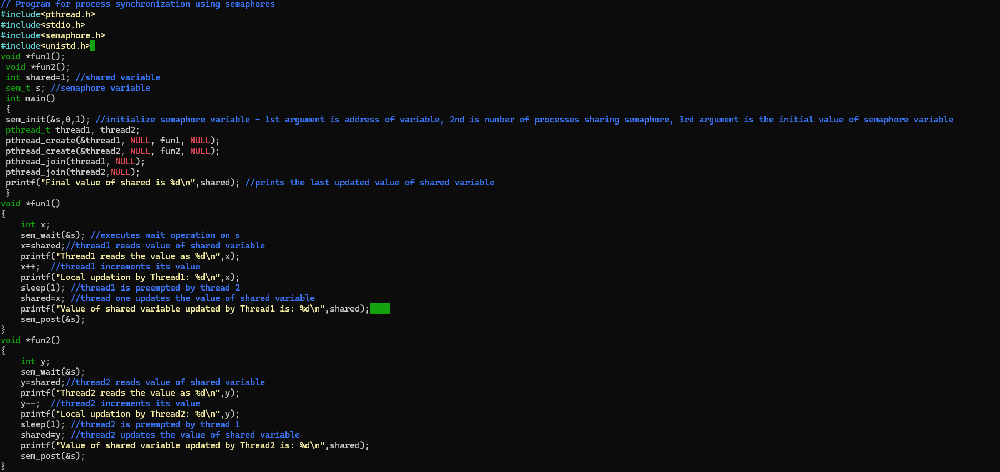 // Program for process synchronization using semaphores
#include<pthread.h>
#include<stdio.h>
#include<semaphore.h>
#include<unistd.h>
void *fun1();
 void *fun2();
 int shared=1; //shared variable
 sem_t s; //semaphore variable
 int main()
 {
 sem_init(&s,0,1); //initialize semaphore variable - 1st argument is address of variable, 2nd is number of processes sharing semaphore, 3rd argument is the initial value of semaphore variable
 pthread_t thread1, thread2;
 pthread_create(&thread1, NULL, fun1, NULL);
 pthread_create(&thread2, NULL, fun2, NULL);
 pthread_join(thread1, NULL);
 pthread_join(thread2,NULL);
 printf("Final value of shared is %d\n",shared); //prints the last updated value of shared variable
 }
void *fun1()
{
    int x;
    sem_wait(&s); //executes wait operation on s
    x=shared;//thread1 reads value of shared variable
    printf("Thread1 reads the value as %d\n",x);
    x++;  //thread1 increments its value
    printf("Local updation by Thread1: %d\n",x);
    sleep(1); //thread1 is preempted by thread 2
    shared=x; //thread one updates the value of shared variable
    printf("Value of shared variable updated by Thread1 is: %d\n",shared);
    sem_post(&s);
}
void *fun2()
{
    int y;
    sem_wait(&s);
    y=shared;//thread2 reads value of shared variable
    printf("Thread2 reads the value as %d\n",y);
    y--;  //thread2 increments its value
    printf("Local updation by Thread2: %d\n",y);
    sleep(1); //thread2 is preempted by thread 1
    shared=y; //thread2 updates the value of shared variable
    printf("Value of shared variable updated by Thread2 is: %d\n",shared);
    sem_post(&s);
}